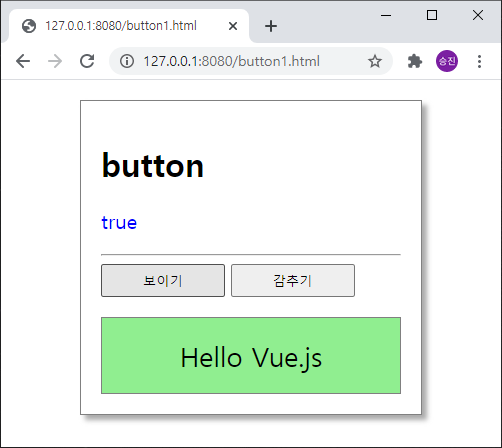 127.0.0.1:8080/button1.html
127.0.0.1:8080/button1.html
승진
button
true
보이기 감추기
Hello Vue.js